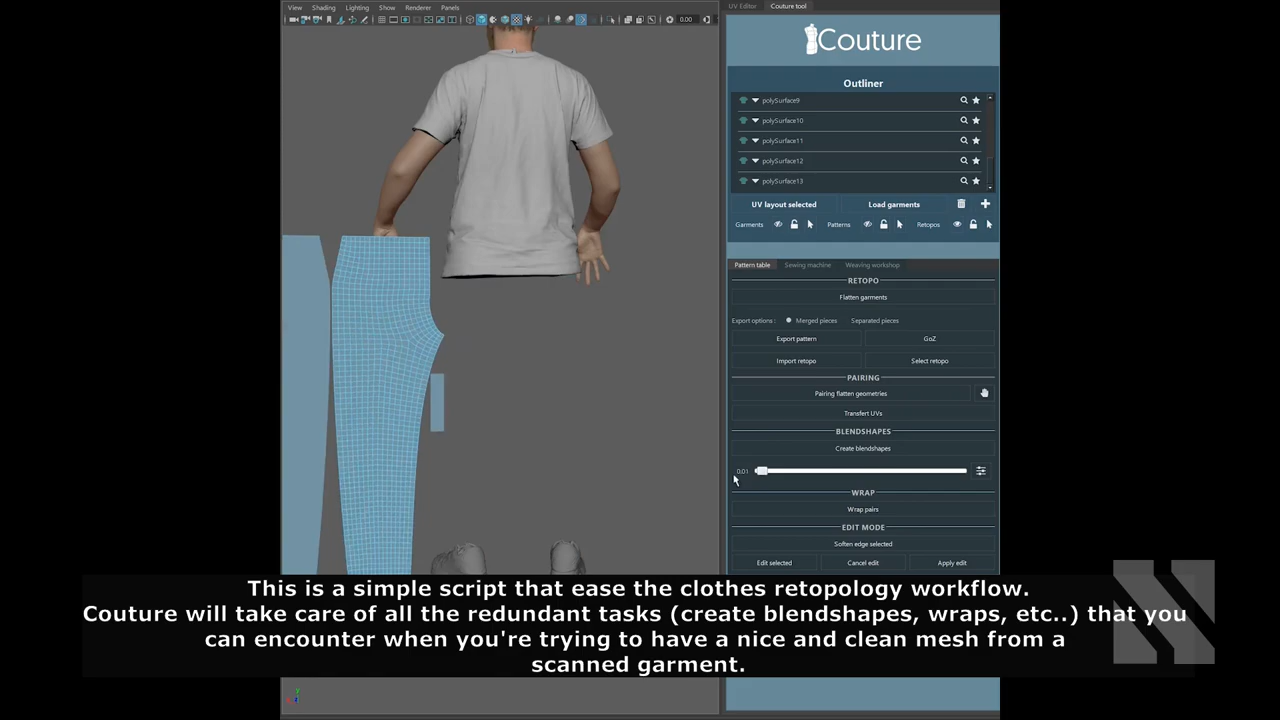 View Shading Lighting Show Renderer Panels
0.00
UV Editor Couture tool
Couture
Outliner
polySurface9
polySurface10
polySurface11
polySurface12
polySurface13
UV layout selected Load garments
Garments Patterns Retopos
Pattern table Sewing machine Weaving workshop
RETOPO
Flatten garments
Export options : Merged pieces Separated pieces
Export pattern GoZ
Import retopo Select retopo
PAIRING
Pairing flatten geometries
Transfert UVs
BLENDSHAPES
Create blendshapes
0.01
WRAP
Wrap pairs
EDIT MODE
Soften edge selected
Edit selected Cancel edit Apply edit
This is a simple script that ease the clothes retopology workflow.
Couture will take care of all the redundant tasks (create blendshapes, wraps, etc..) that you
can encounter when you're trying to have a nice and clean mesh from a
scanned garment.
y